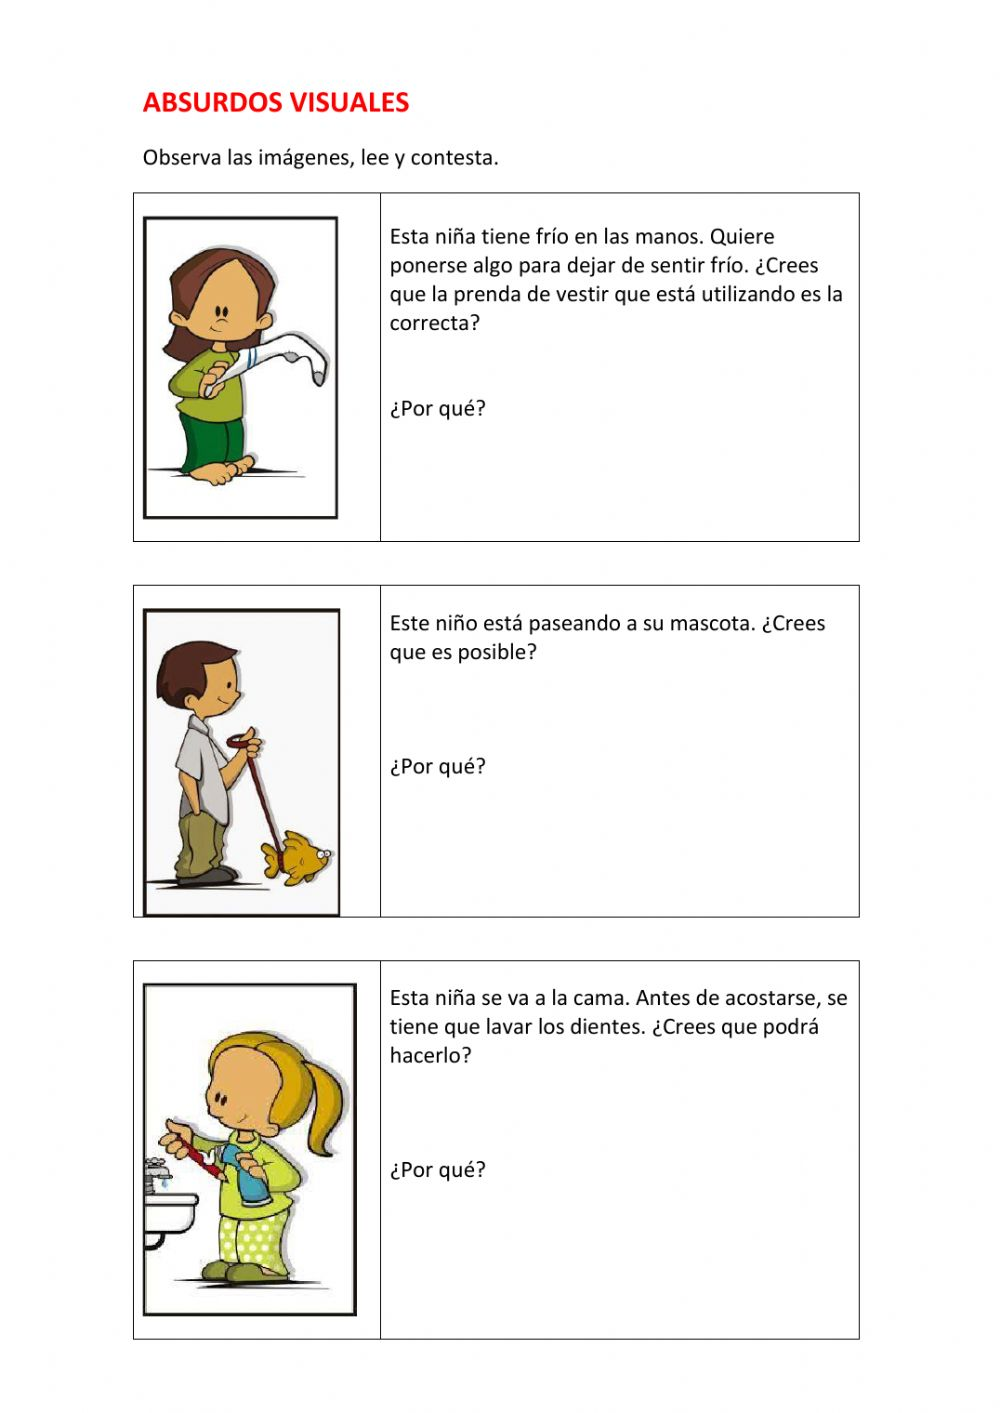 ABSURDOS VISUALES
Observa las imágenes, lee y contesta.
Esta niña tiene frío en las manos. Quiere
ponerse algo para dejar de sentir frío. ¿Crees
que la prenda de vestir que está utilizando es la
correcta?
¿Por qué?
Este niño está paseando a su mascota. ¿Crees
que es posible?
¿Por qué?
Esta niña se va a la cama. Antes de acostarse, se
tiene que lavar los dientes. ¿Crees que podrá
hacerlo?
¿Por qué?